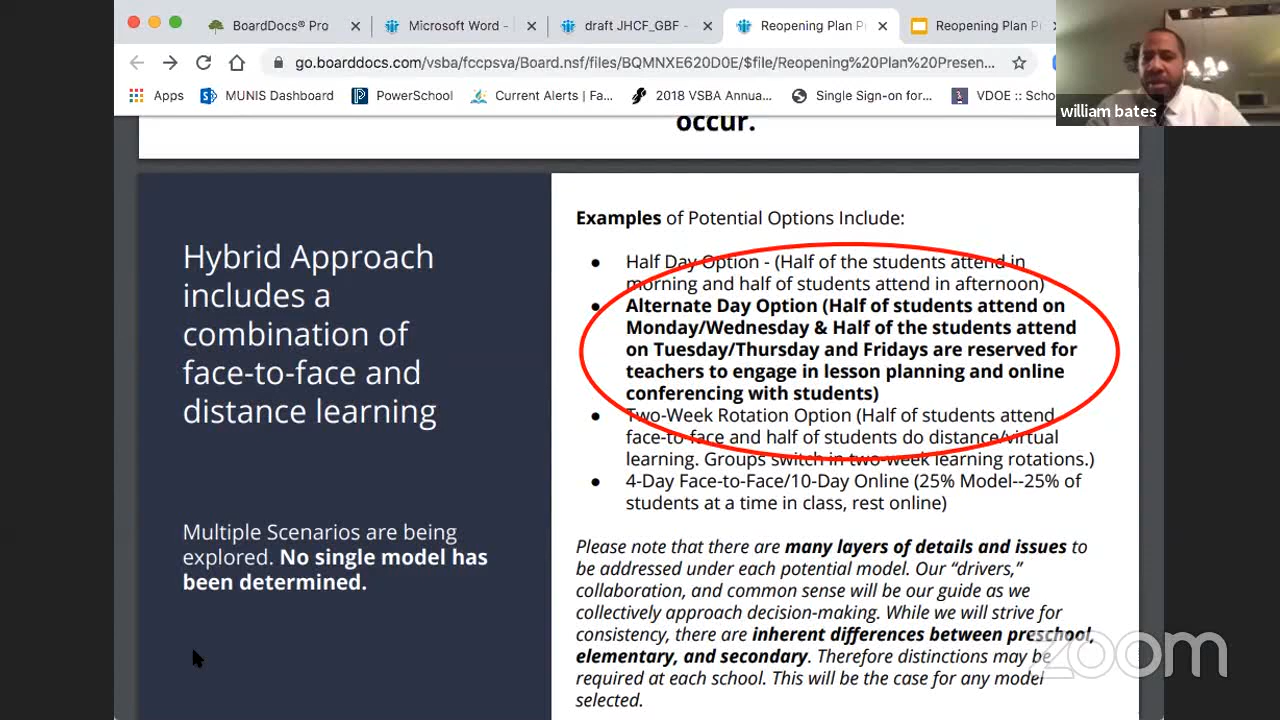 BoardDocs® Pro
Microsoft Word -
draft JHCF_GBF -
Reopening Plan P
Reopening Plan P
go.boarddocs.com/vsba/fccpsva/Board.nsf/files/BQMNXE620D0E/$file/Reopening%20Plan%20Presen...
Apps
MUNIS Dashboard
PowerSchool
Current Alerts | Fa...
2018 VSBA Annua...
Single Sign-on for...
VDOE :: Scho
william bates
occur.
Hybrid Approach
includes a
combination of
face-to-face and
distance learning
Multiple Scenarios are being
explored. No single model has
been determined.
Examples of Potential Options Include:
● Half Day Option - (Half of the students attend in
morning and half of students attend in afternoon)
● Alternate Day Option (Half of students attend on
Monday/Wednesday & Half of the students attend
on Tuesday/Thursday and Fridays are reserved for
teachers to engage in lesson planning and online
conferencing with students)
● Two-Week Rotation Option (Half of students attend
face-to-face and half of students do distance/virtual
learning. Groups switch in two-week learning rotations.)
● 4-Day Face-to-Face/10-Day Online (25% Model--25% of
students at a time in class, rest online)
Please note that there are many layers of details and issues to
be addressed under each potential model. Our “drivers,”
collaboration, and common sense will be our guide as we
collectively approach decision-making. While we will strive for
consistency, there are inherent differences between preschool,
elementary, and secondary. Therefore distinctions may be
required at each school. This will be the case for any model
selected.
zoom